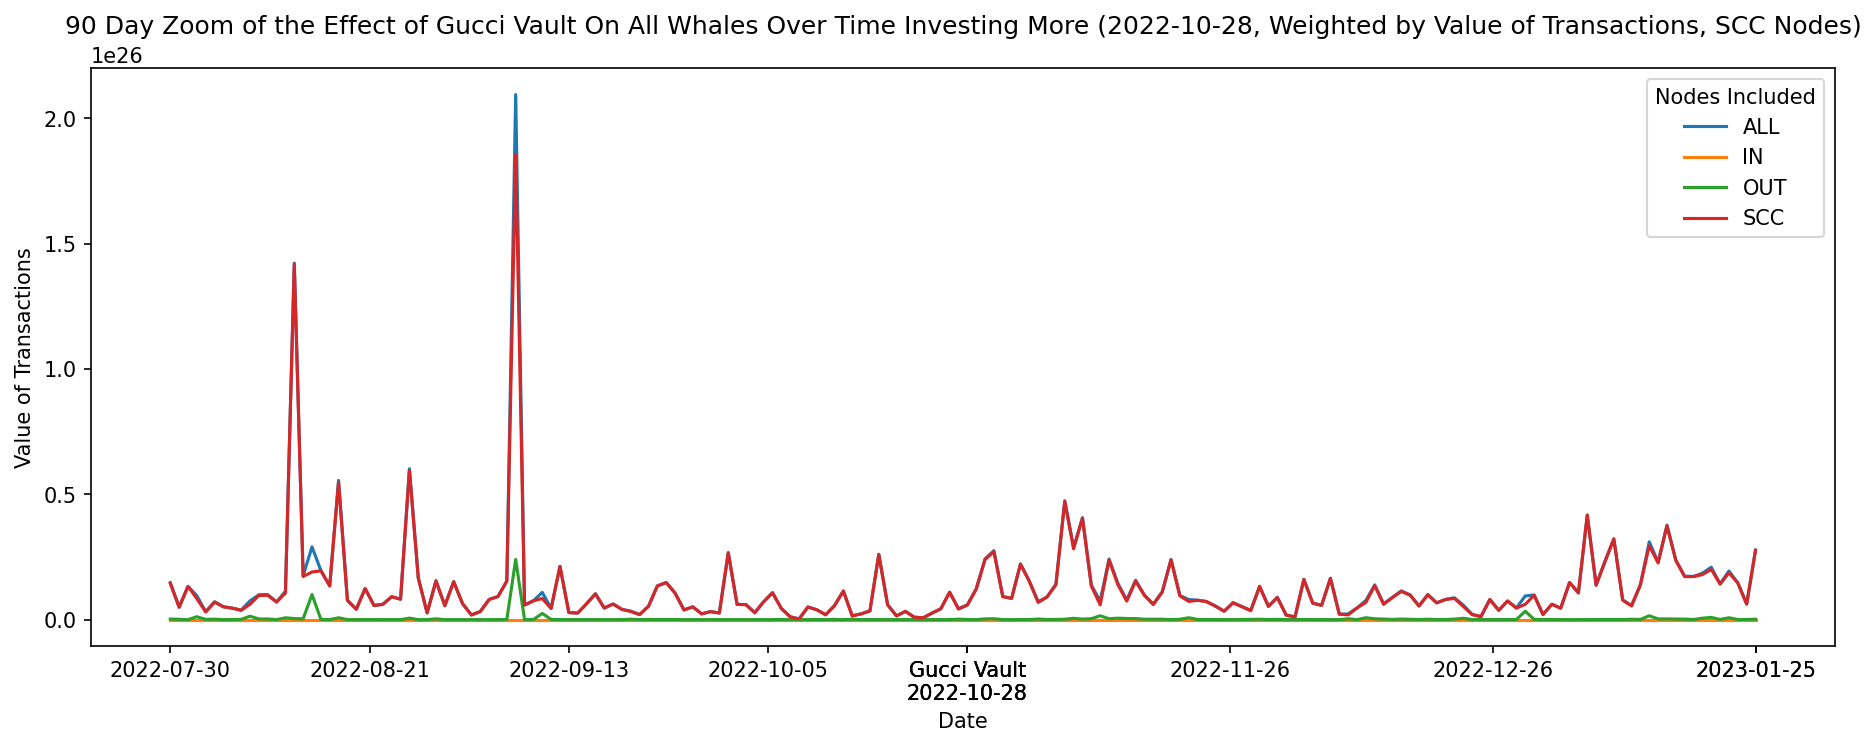 90 Day Zoom of the Effect of Gucci Vault On All Whales Over Time Investing More (2022-10-28, Weighted by Value of Transactions, SCC Nodes)
1e26
2.0
1.5
1.0
0.5
0.0
Value of Transactions
Nodes Included
ALL
IN
OUT
SCC
2022-07-30
2022-08-21
2022-09-13
2022-10-05
Gucci Vault
2022-10-28
2022-11-26
2022-12-26
2023-01-25
Date